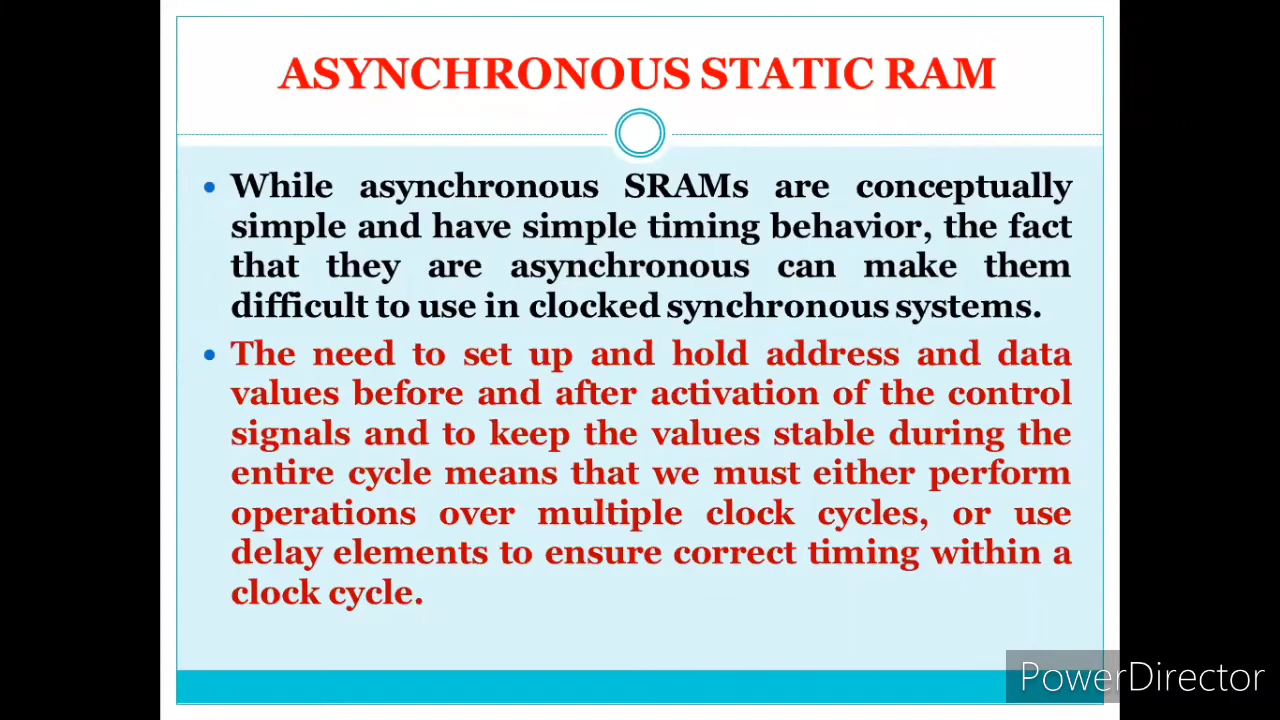 ASYNCHRONOUS STATIC RAM
• While asynchronous SRAMs are conceptually
simple and have simple timing behavior, the fact
that they are asynchronous can make them
difficult to use in clocked synchronous systems.
• The need to set up and hold address and data
values before and after activation of the control
signals and to keep the values stable during the
entire cycle means that we must either perform
operations over multiple clock cycles, or use
delay elements to ensure correct timing within a
clock cycle.
PowerDirector